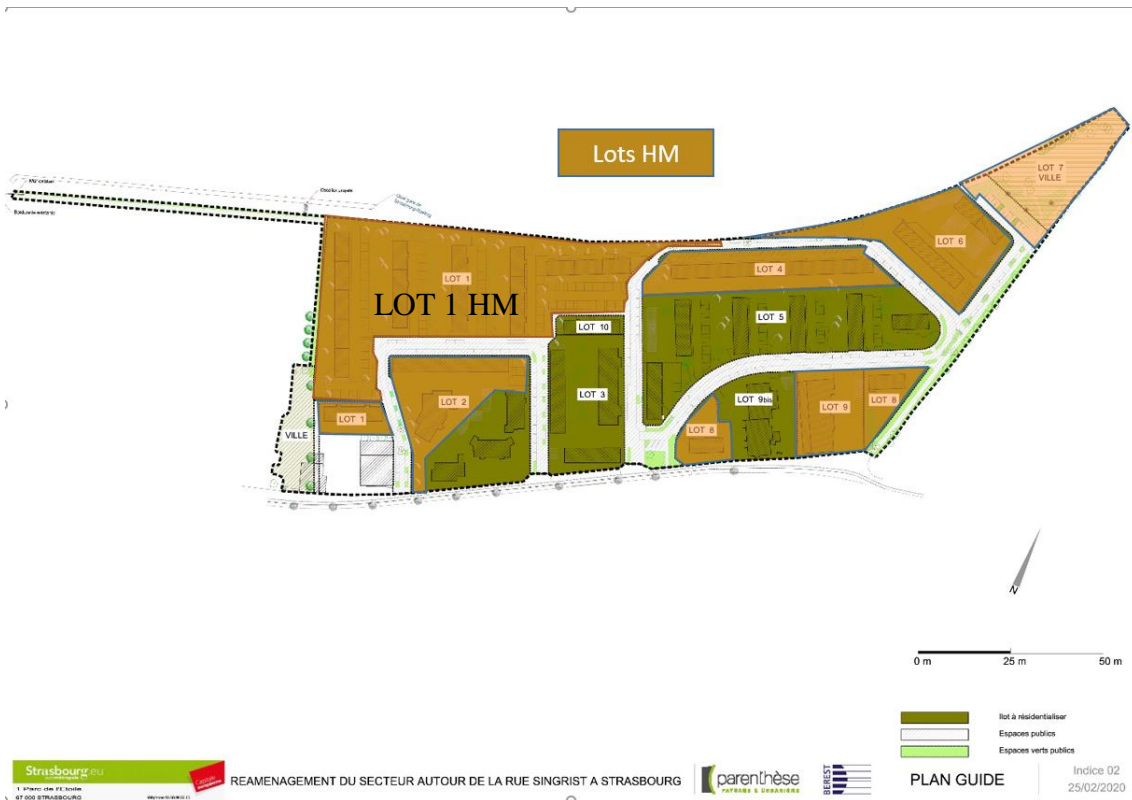 Lots HM
LOT 7
VILLE
LOT 6
LOT 4
LOT 1
LOT 1 HM
LOT 5
LOT 10
LOT 3
LOT 2
LOT 9bis
LOT 9
LOT 8
LOT 8
LOT 1
VILLE
N
0 m 25 m 50 m
Ilot à résidentialiser
Espaces publics
Espaces verts publics
Strasbourg.eu
1 Parc de l'Etoile
67 000 STRASBOURG
REAMENAGEMENT DU SECTEUR AUTOUR DE LA RUE SINGRIST A STRASBOURG
parenthèse
PAYSAGE & URBANISME
BEREST
PLAN GUIDE
Indice 02
25/02/2020